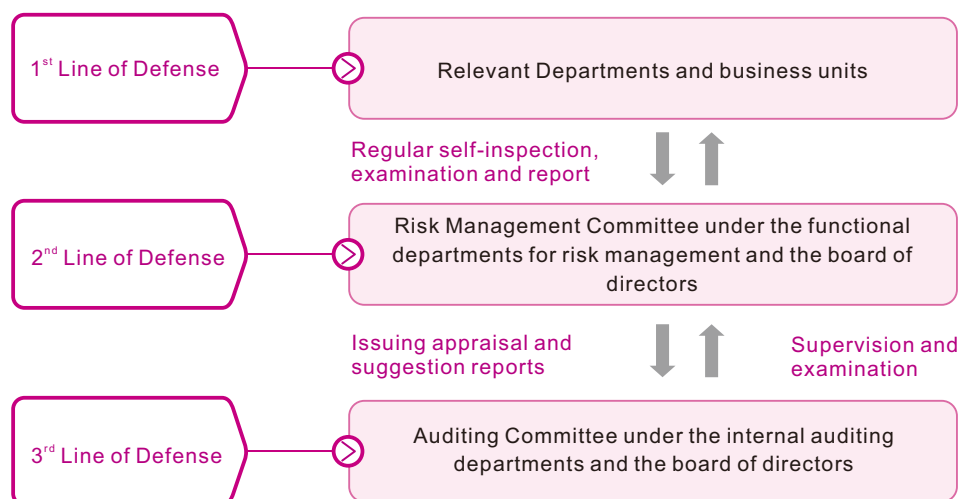 1st Line of Defense
Relevant Departments and business units
Regular self-inspection,
examination and report
2nd Line of Defense
Risk Management Committee under the functional
departments for risk management and the board of
directors
Issuing appraisal and
suggestion reports
Supervision and
examination
3rd Line of Defense
Auditing Committee under the internal auditing
departments and the board of directors